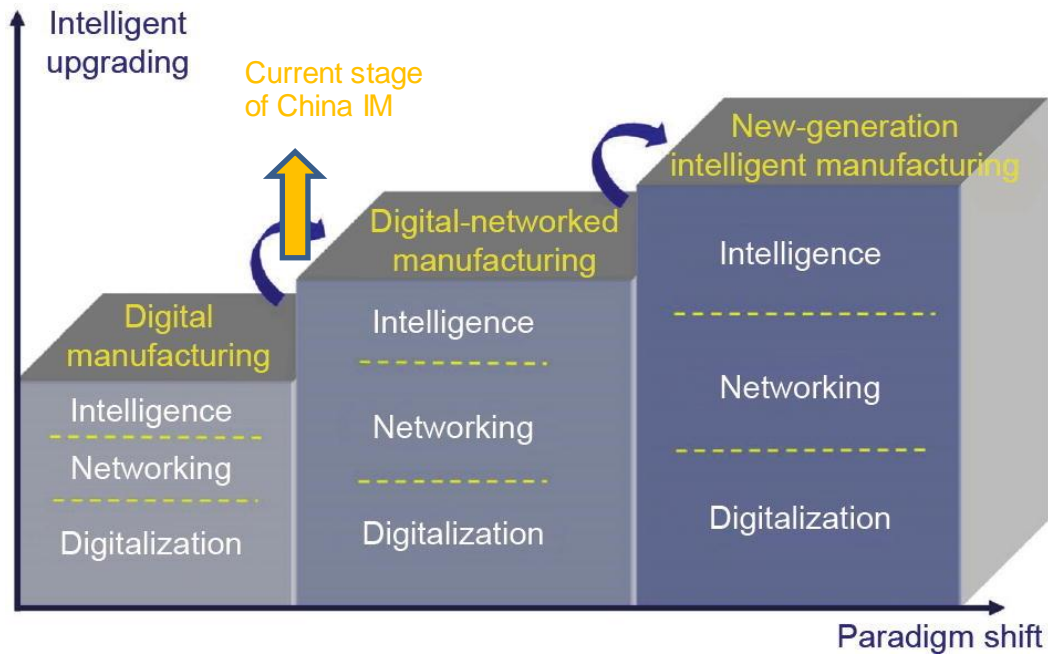 Intelligent
upgrading
Current stage
of China IM
New-generation
intelligent manufacturing
Digital-networked
manufacturing
Digital
manufacturing
Intelligence
Networking
Digitalization
Intelligence
Networking
Digitalization
Intelligence
Networking
Digitalization
Paradigm shift